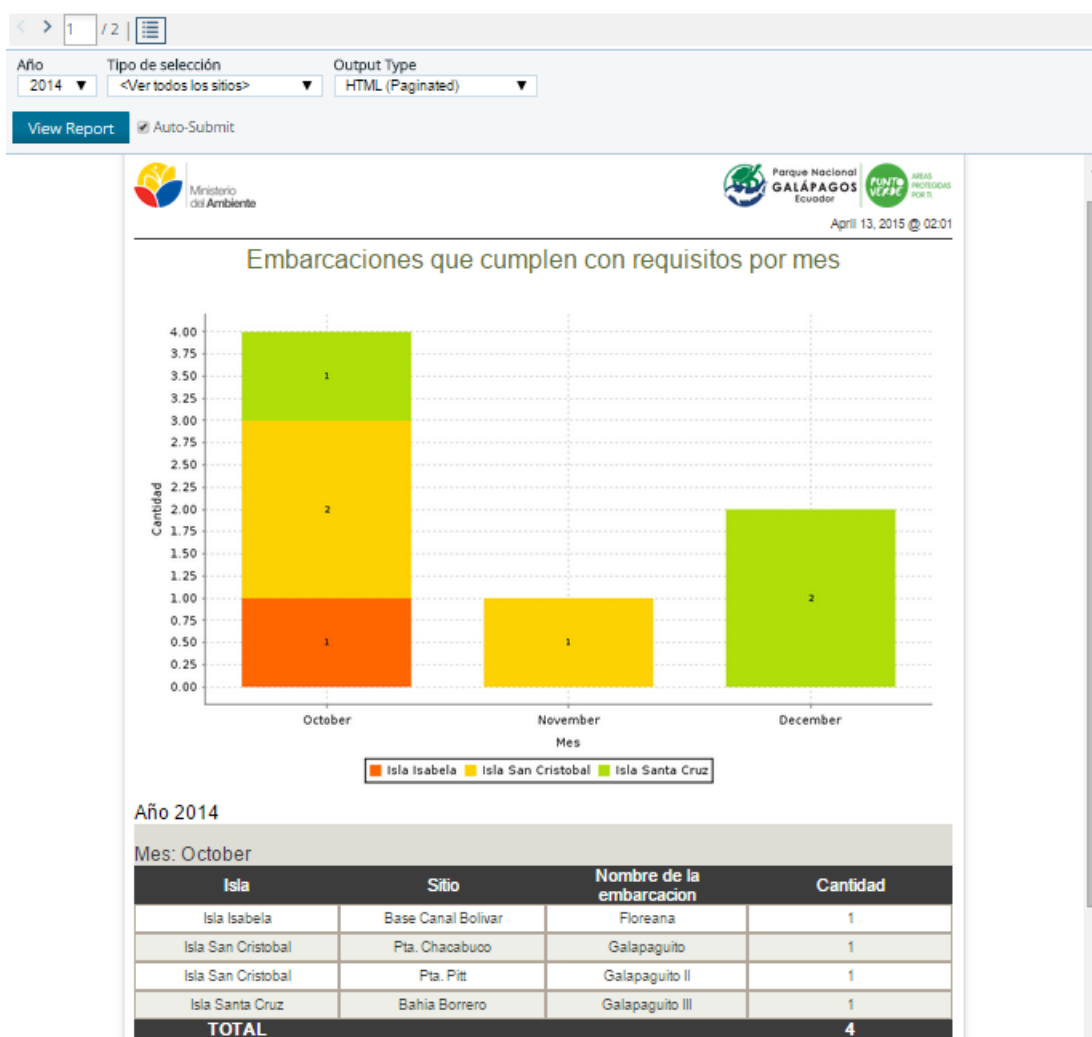 1 / 2
Año Tipo de selección Output Type
2014 <Ver todos los sitios> HTML (Paginated)
View Report Auto-Submit
Ministerio
del Ambiente
Parque Nacional
GALÁPAGOS
Ecuador
PUNTO
VERDE
AREAS
PROTEGIDAS
POR TI.
April 13, 2015 @ 02:01
Embarcaciones que cumplen con requisitos por mes
Cantidad
4.00
3.75
3.50
3.25
3.00
2.75
2.50
2.25
2.00
1.75
1.50
1.25
1.00
0.75
0.50
0.25
0.00
1
2
1
1
2
October November December
Mes
Isla Isabela Isla San Cristobal Isla Santa Cruz
Año 2014
Mes: October
Isla Sitio Nombre de la embarcacion Cantidad
Isla Isabela Base Canal Bolivar Floreana 1
Isla San Cristobal Pta. Chacabuco Galapaguito 1
Isla San Cristobal Pta. Pitt Galapaguito II 1
Isla Santa Cruz Bahia Borrero Galapaguito III 1
TOTAL 4